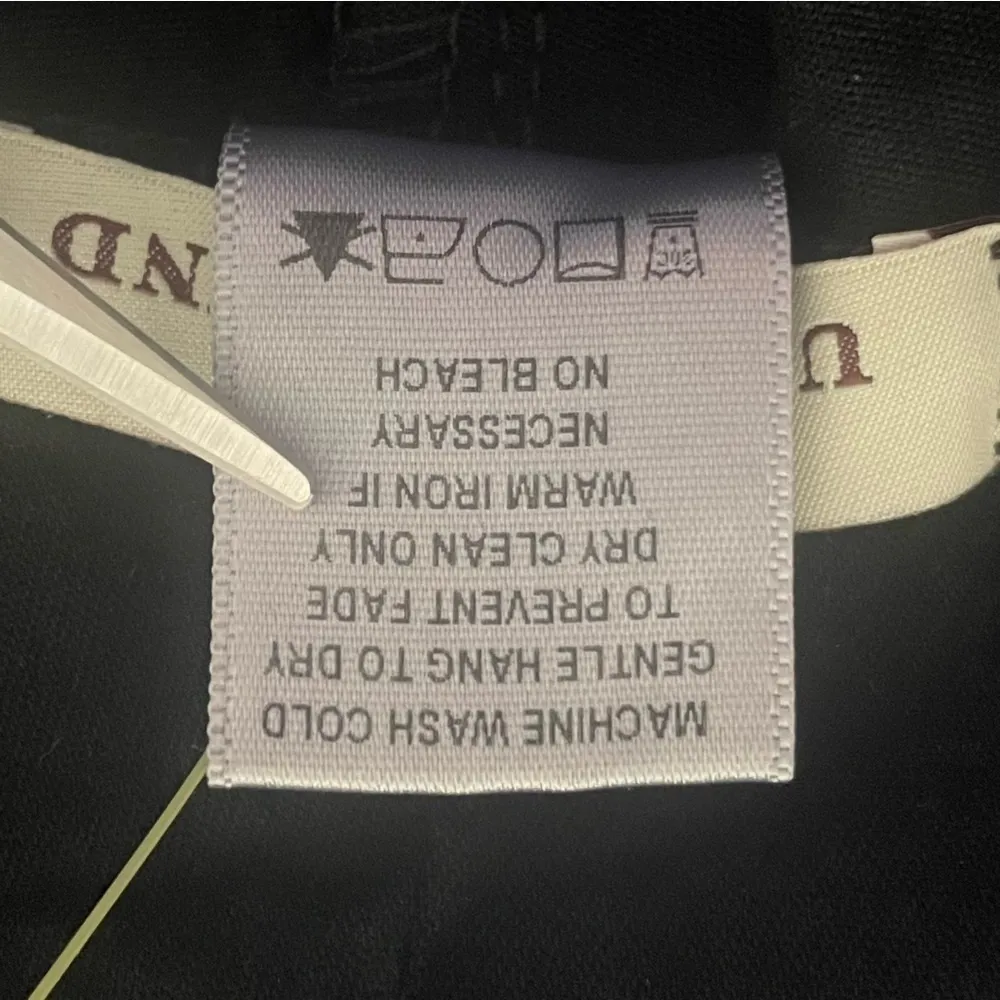 MACHINE WASH COLD
GENTLE HANG TO DRY
TO PREVENT FADE
DRY CLEAN ONLY
WARM IRON IF
NECESSARY
NO BLEACH